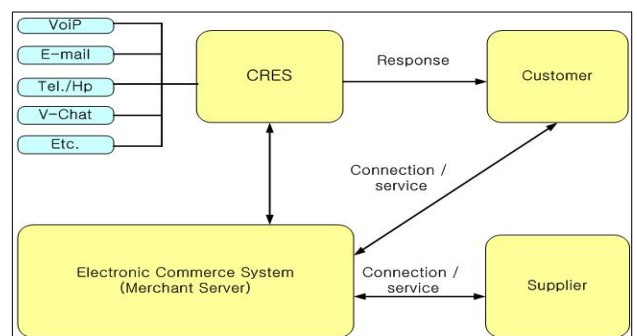 VoiP
E-mail
Tel./Hp
V-Chat
Etc.
CRES
Response
Customer
Connection /
service
Electronic Commerce System
(Merchant Server)
Connection /
service
Supplier